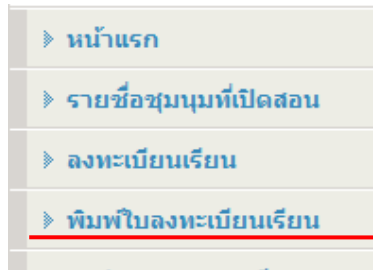 หน้าแรก
รายชื่อชุมนุมที่เปิดสอน
ลงทะเบียนเรียน
พิมพ์ใบลงทะเบียนเรียน